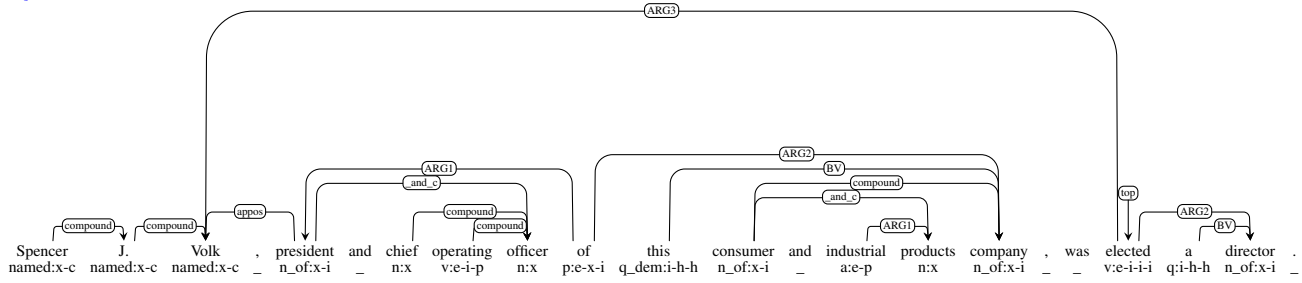 ARG3
ARG2
ARG1 BV
_and_c compound
_and_c top
compound compound appos compound compound ARG1 ARG2 BV
Spencer J. Volk , president and chief operating officer of this consumer and industrial products company , was elected a director .
named:x-c named:x-c named:x-c _ n_of:x-i _ n:x v:e-i-p n:x p:e-x-i q_dem:i-h-h n_of:x-i _ a:e-p n:x n_of:x-i _ _ v:e-i-i-i q:i-h-h n_of:x-i _